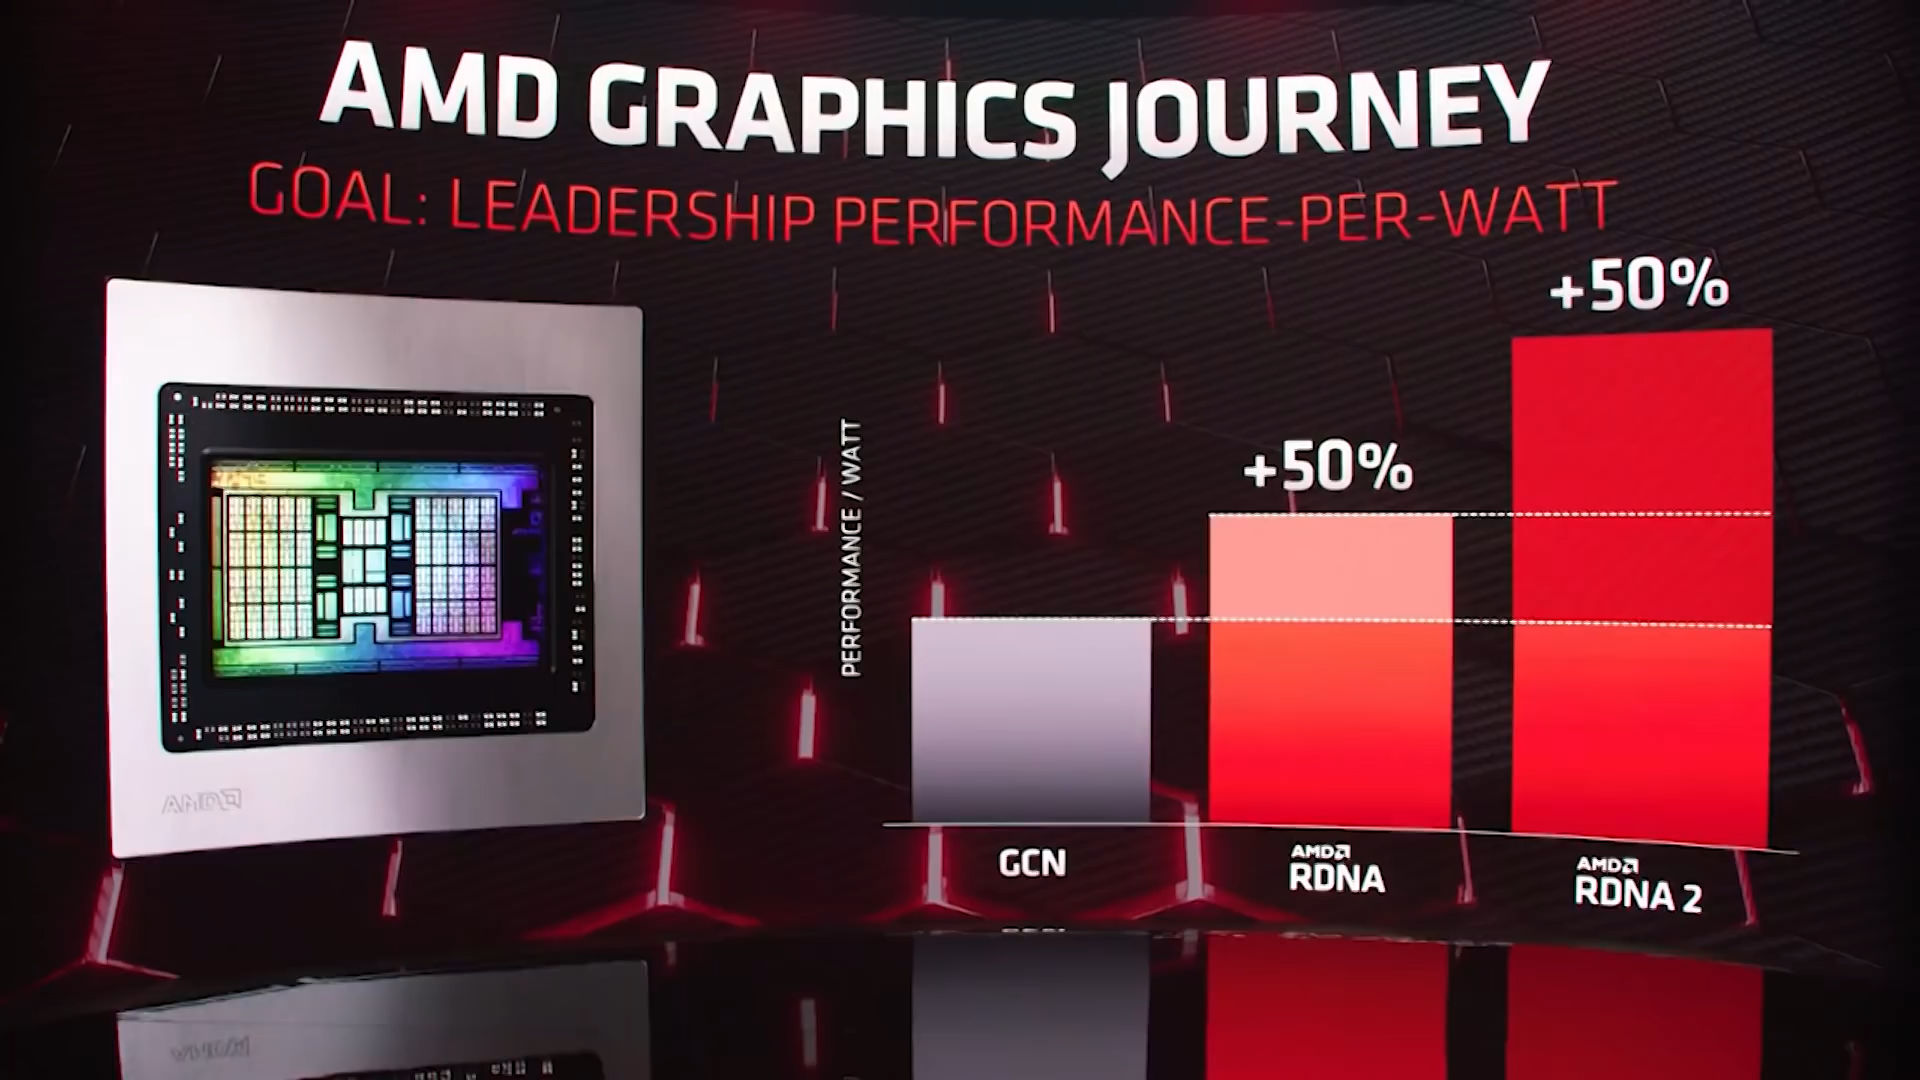 AMD GRAPHICS JOURNEY
GOAL: LEADERSHIP PERFORMANCE-PER-WATT
+50%
+50%
PERFORMANCE / WATT
AMD
GCN
AMD
RDNA
AMD
RDNA 2